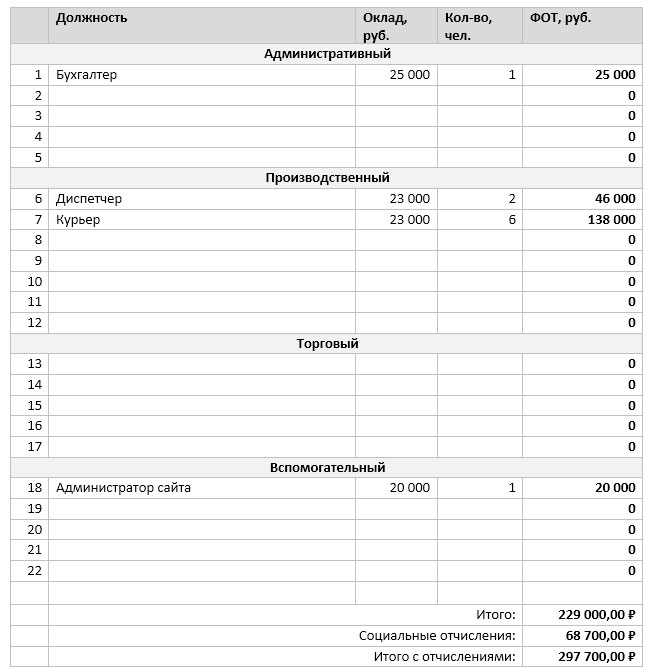 Должность Оклад, руб. Кол-во, чел. ФОТ, руб.
Административный
1 Бухгалтер 25 000 1 25 000
2 0
3 0
4 0
5 0
Производственный
6 Диспетчер 23 000 2 46 000
7 Курьер 23 000 6 138 000
8 0
9 0
10 0
11 0
12 0
Торговый
13 0
14 0
15 0
16 0
17 0
Вспомогательный
18 Администратор сайта 20 000 1 20 000
19 0
20 0
21 0
22 0
Итого: 229 000,00 ₽
Социальные отчисления: 68 700,00 ₽
Итого с отчислениями: 297 700,00 ₽